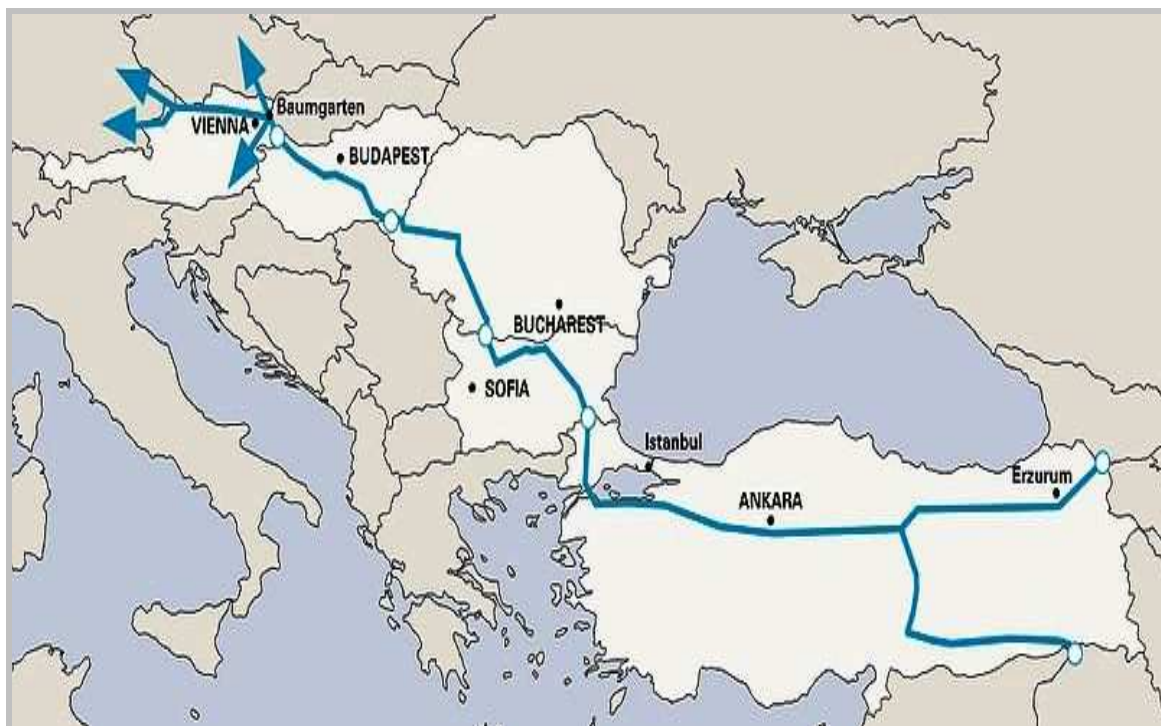 Baumgarten
VIENNA
BUDAPEST
BUCHAREST
SOFIA
Istanbul
Erzurum
ANKARA